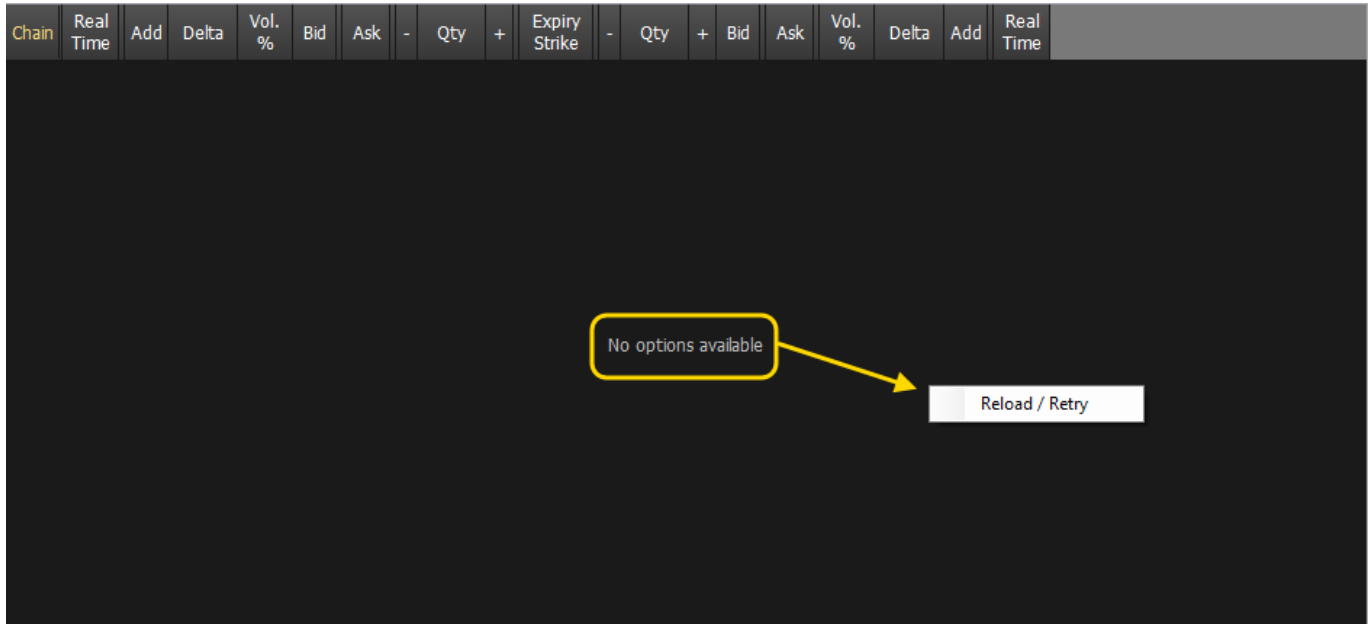 Chain Real Time Add Delta Vol. % Bid Ask - Qty + Expiry Strike - Qty + Bid Ask Vol. % Delta Add Real Time
No options available
Reload / Retry